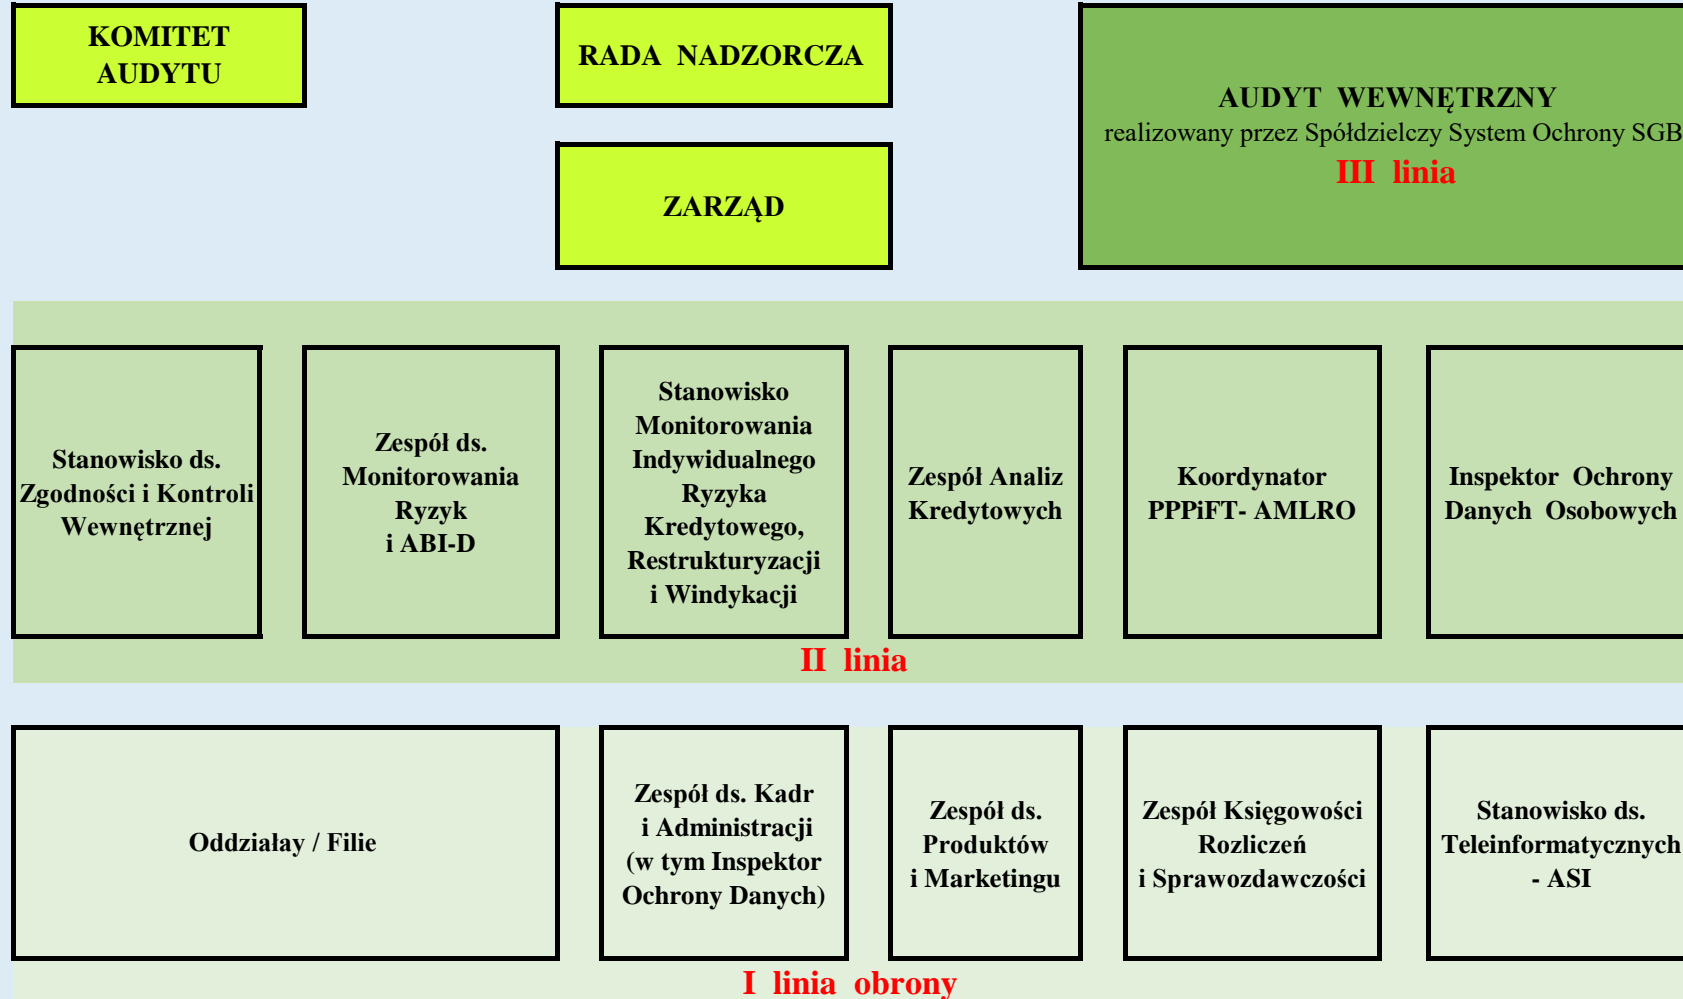 KOMITET
AUDYTU
RADA NADZORCZA
ZARZĄD
AUDYT WEWNĘTRZNY
realizowany przez Spółdzielczy System Ochrony SGB
III linia
Stanowisko ds.
Zgodności i Kontroli
Wewnętrznej
Zespół ds.
Monitorowania
Ryzyk
i ABI-D
Stanowisko
Monitorowania
Indywidualnego
Ryzyka
Kredytowego,
Restrukturyzacji
i Windykacji
Zespół Analiz
Kredytowych
Koordynator
PPPiFT- AMLRO
Inspektor Ochrony
Danych Osobowych
II linia
Oddziałay / Filie
Zespół ds. Kadr
i Administracji
(w tym Inspektor
Ochrony Danych)
Zespół ds.
Produktów
i Marketingu
Zespół Księgowości
Rozliczeń
i Sprawozdawczości
Stanowisko ds.
Teleinformatycznych
- ASI
I linia obrony